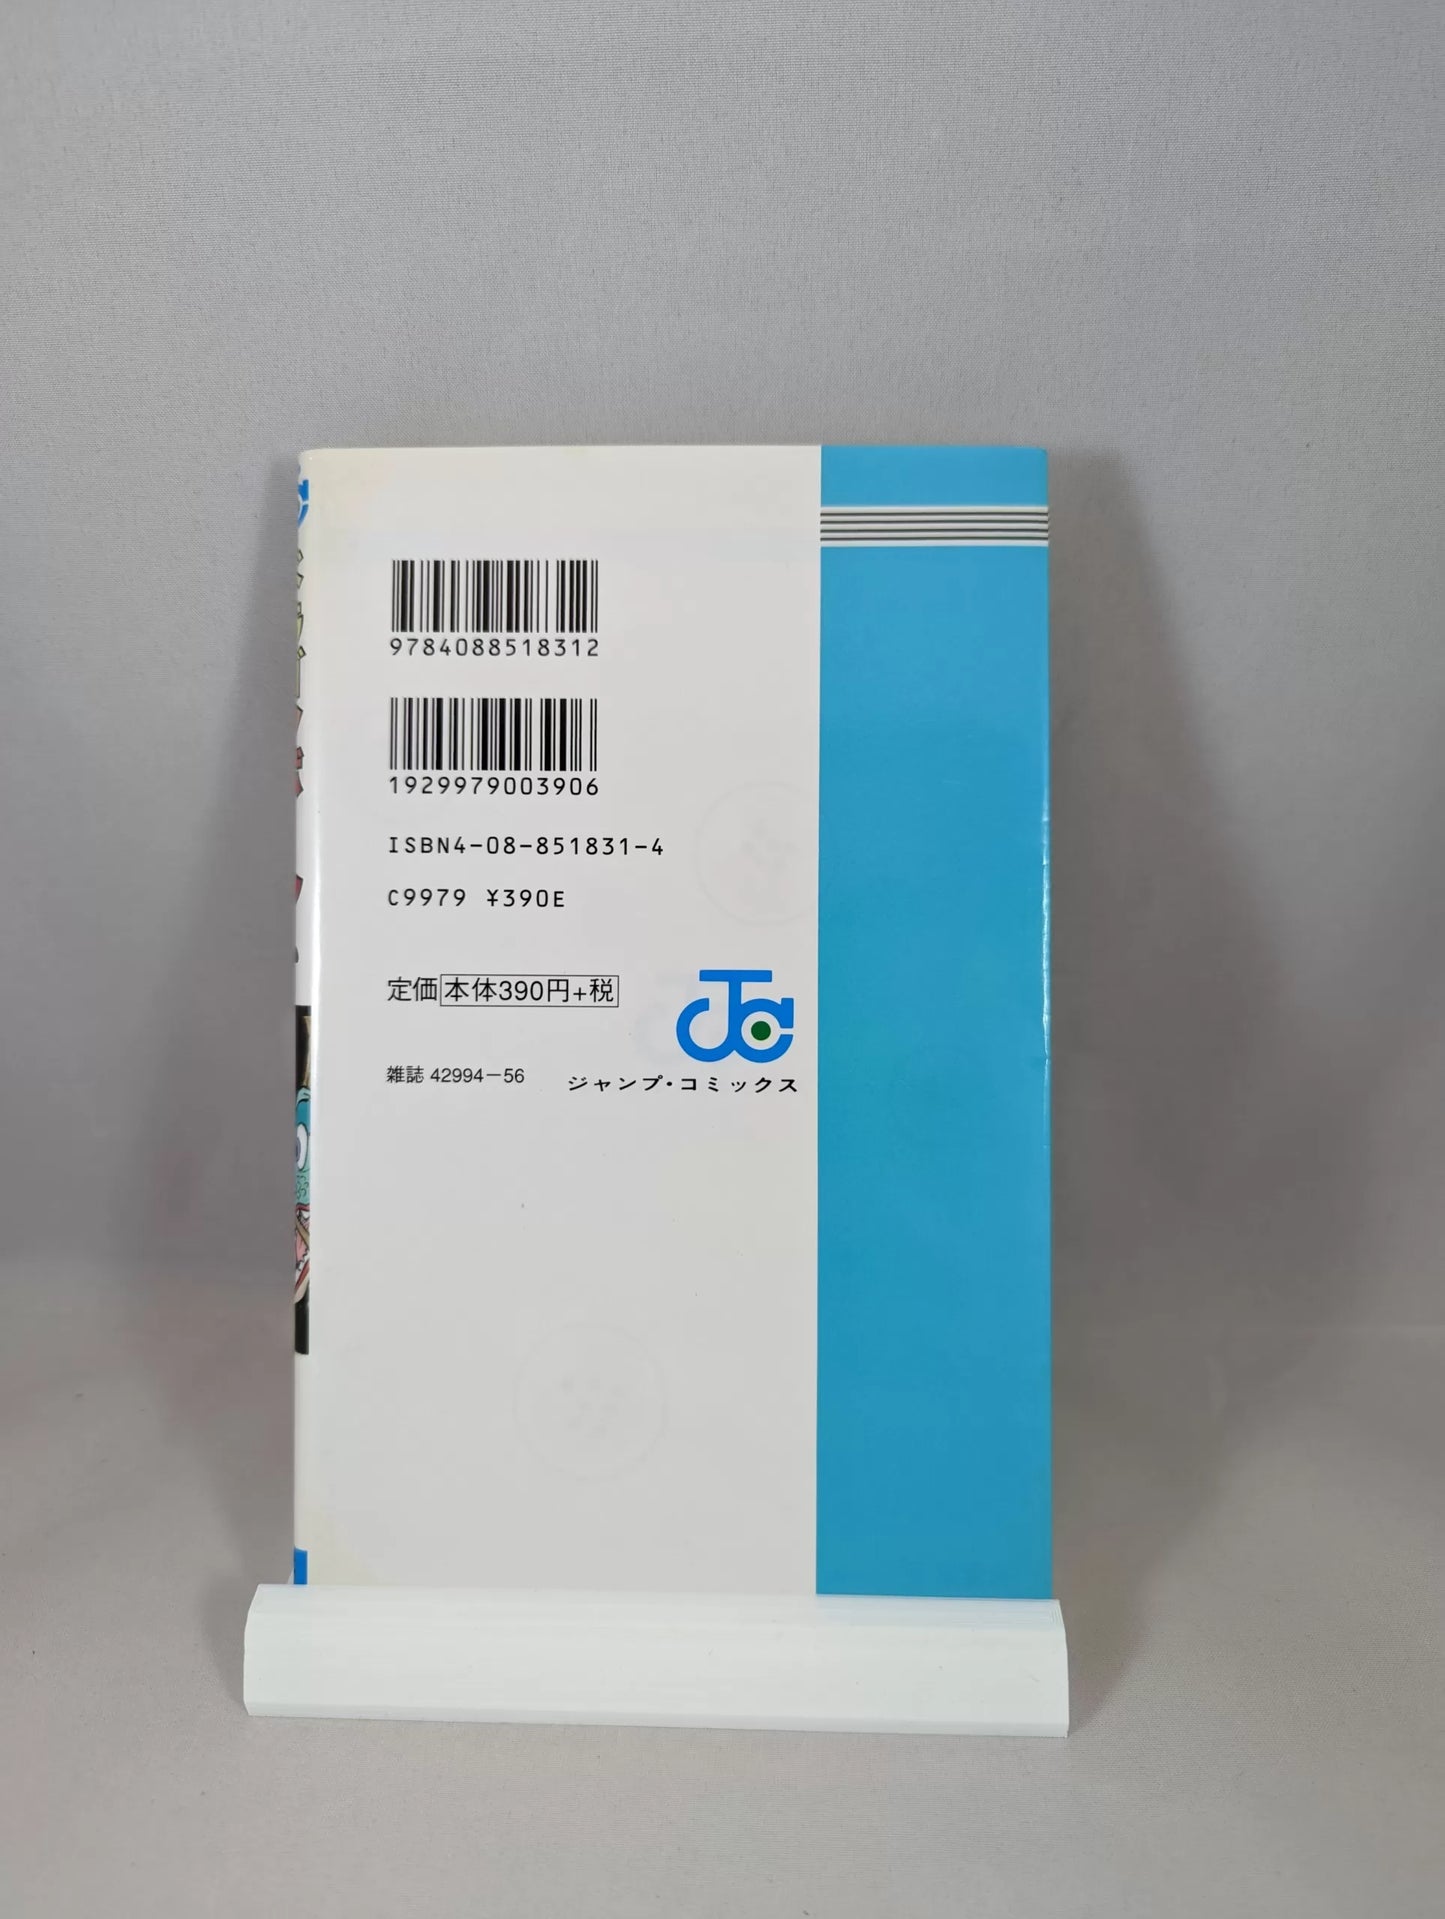 9784088518312
1929979003906
ISBN4-08-851831-4
C9979 ¥390E
定価 本体390円+税
雑誌 42994-56
JC
ジャンプ・コミックス